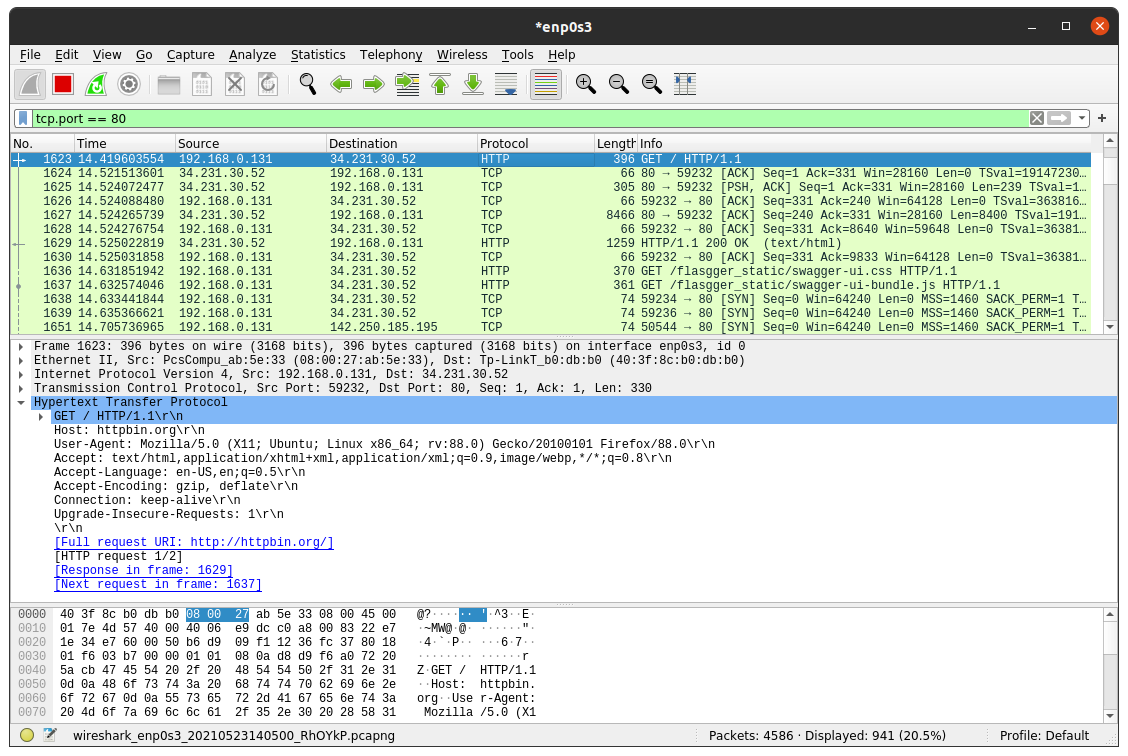 *enp0s3
File Edit View Go Capture Analyze Statistics Telephony Wireless Tools Help
tcp.port == 80
No. Time Source Destination Protocol Length Info
1623 14.419603554 192.168.0.131 34.231.30.52 HTTP 396 GET / HTTP/1.1
1624 14.521513601 34.231.30.52 192.168.0.131 TCP 66 80 → 59232 [ACK] Seq=1 Ack=331 Win=28160 Len=0 TSval=19147230…
1625 14.524072477 34.231.30.52 192.168.0.131 TCP 305 80 → 59232 [PSH, ACK] Seq=1 Ack=331 Win=28160 Len=239 TSval=1…
1626 14.524088480 192.168.0.131 34.231.30.52 TCP 66 59232 → 80 [ACK] Seq=331 Ack=240 Win=64128 Len=0 TSval=363816…
1627 14.524265739 34.231.30.52 192.168.0.131 TCP 8466 80 → 59232 [ACK] Seq=240 Ack=331 Win=28160 Len=8400 TSval=191…
1628 14.524276754 192.168.0.131 34.231.30.52 TCP 66 59232 → 80 [ACK] Seq=331 Ack=8640 Win=59648 Len=0 TSval=36381…
1629 14.525022819 34.231.30.52 192.168.0.131 HTTP 1259 HTTP/1.1 200 OK (text/html)
1630 14.525031858 192.168.0.131 34.231.30.52 TCP 66 59232 → 80 [ACK] Seq=331 Ack=9833 Win=64128 Len=0 TSval=36381…
1636 14.631851942 192.168.0.131 34.231.30.52 HTTP 370 GET /flasgger_static/swagger-ui.css HTTP/1.1
1637 14.632574046 192.168.0.131 34.231.30.52 HTTP 361 GET /flasgger_static/swagger-ui-bundle.js HTTP/1.1
1638 14.633441844 192.168.0.131 34.231.30.52 TCP 74 59234 → 80 [SYN] Seq=0 Win=64240 Len=0 MSS=1460 SACK_PERM=1 T…
1639 14.635366621 192.168.0.131 34.231.30.52 TCP 74 59236 → 80 [SYN] Seq=0 Win=64240 Len=0 MSS=1460 SACK_PERM=1 T…
1651 14.705736965 192.168.0.131 142.250.185.195 TCP 74 50544 → 80 [SYN] Seq=0 Win=64240 Len=0 MSS=1460 SACK_PERM=1 T…
Frame 1623: 396 bytes on wire (3168 bits), 396 bytes captured (3168 bits) on interface enp0s3, id 0
Ethernet II, Src: PcsCompu_ab:5e:33 (08:00:27:ab:5e:33), Dst: Tp-LinkT_b0:db:b0 (40:3f:8c:b0:db:b0)
Internet Protocol Version 4, Src: 192.168.0.131, Dst: 34.231.30.52
Transmission Control Protocol, Src Port: 59232, Dst Port: 80, Seq: 1, Ack: 1, Len: 330
Hypertext Transfer Protocol
GET / HTTP/1.1\r\n
Host: httpbin.org\r\n
User-Agent: Mozilla/5.0 (X11; Ubuntu; Linux x86_64; rv:88.0) Gecko/20100101 Firefox/88.0\r\n
Accept: text/html,application/xhtml+xml,application/xml;q=0.9,image/webp,*/*;q=0.8\r\n
Accept-Language: en-US,en;q=0.5\r\n
Accept-Encoding: gzip, deflate\r\n
Connection: keep-alive\r\n
Upgrade-Insecure-Requests: 1\r\n
\r\n
[Full request URI: http://httpbin.org/]
[HTTP request 1/2]
[Response in frame: 1629]
[Next request in frame: 1637]
0000 40 3f 8c b0 db b0 08 00 27 ab 5e 33 08 00 45 00 @?······ '·^3··E·
0010 01 7e 4d 57 40 00 40 06 e9 dc c0 a8 00 83 22 e7 ·~MW@·@· ······"·
0020 1e 34 e7 60 00 50 b6 d9 09 f1 12 36 fc 37 80 18 ·4·`·P·· ···6·7··
0030 01 f6 03 b7 00 00 01 01 08 0a d8 d9 f6 a0 72 20 ········ ······r
0040 5a cb 47 45 54 20 2f 20 48 54 54 50 2f 31 2e 31 Z·GET / HTTP/1.1
0050 0d 0a 48 6f 73 74 3a 20 68 74 74 70 62 69 6e 2e ··Host: httpbin.
0060 6f 72 67 0d 0a 55 73 65 72 2d 41 67 65 6e 74 3a org··Use r-Agent:
0070 20 4d 6f 7a 69 6c 6c 61 2f 35 2e 30 20 28 58 31 Mozilla /5.0 (X1
wireshark_enp0s3_20210523140500_RhOYkP.pcapng Packets: 4586 · Displayed: 941 (20.5%) Profile: Default